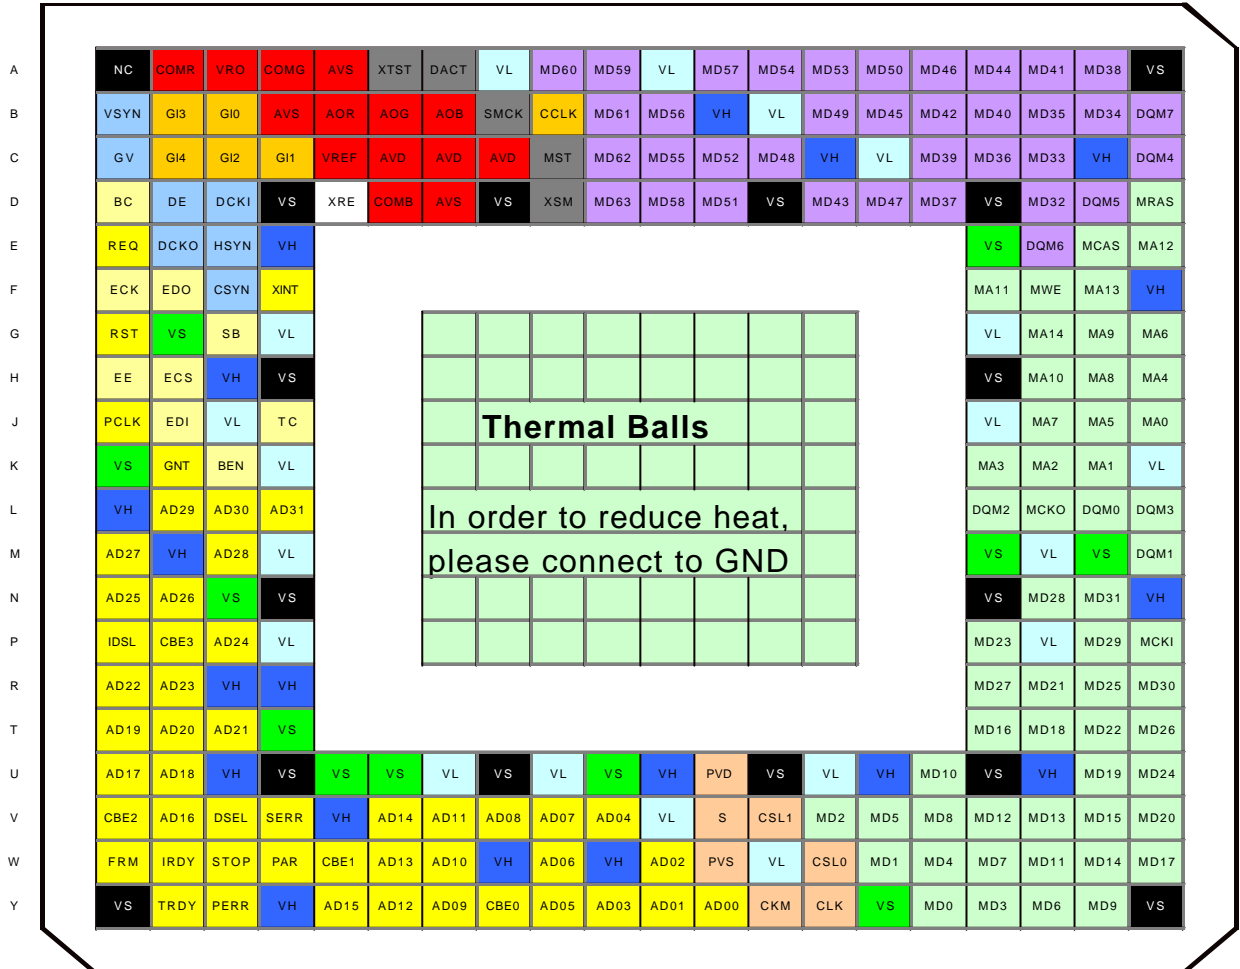 A NC COMR VRO COMG AVS XTST DACT VL MD60 MD59 VL MD57 MD54 MD53 MD50 MD46 MD44 MD41 MD38 VS
B VSYN GI3 GI0 AVS AOR AOG AOB SMCK CCLK MD61 MD56 VH VL MD49 MD45 MD42 MD40 MD35 MD34 DQM7
C GV GI4 GI2 GI1 VREF AVD AVD AVD MST MD62 MD55 MD52 MD48 VH VL MD39 MD36 MD33 VH DQM4
D BC DE DCKI VS XRE COMB AVS VS XSM MD63 MD58 MD51 VS MD43 MD47 MD37 VS MD32 DQM5 MRAS
E REQ DCKO HSYN VH VS DQM6 MCAS MA12
F ECK EDO CSYN XINT MA11 MWE MA13 VH
G RST VS SB VL VL MA14 MA9 MA6
H EE ECS VH VS VS MA10 MA8 MA4
J PCLK EDI VL TC Thermal Balls VL MA7 MA5 MA0
K VS GNT BEN VL MA3 MA2 MA1 VL
L VH AD29 AD30 AD31 In order to reduce heat, DQM2 MCKO DQM0 DQM3
M AD27 VH AD28 VL please connect to GND VS VL VS DQM1
N AD25 AD26 VS VS VS MD28 MD31 VH
P IDSL CBE3 AD24 VL MD23 VL MD29 MCKI
R AD22 AD23 VH VH MD27 MD21 MD25 MD30
T AD19 AD20 AD21 VS MD16 MD18 MD22 MD26
U AD17 AD18 VH VS VS VS VL VS VL VS VH PVD VS VL VH MD10 VS VH MD19 MD24
V CBE2 AD16 DSEL SERR VH AD14 AD11 AD08 AD07 AD04 VL S CSL1 MD2 MD5 MD8 MD12 MD13 MD15 MD20
W FRM IRDY STOP PAR CBE1 AD13 AD10 VH AD06 VH AD02 PVS VL CSL0 MD1 MD4 MD7 MD11 MD14 MD17
Y VS TRDY PERR VH AD15 AD12 AD09 CBE0 AD05 AD03 AD01 AD00 CKM CLK VS MD0 MD3 MD6 MD9 VS